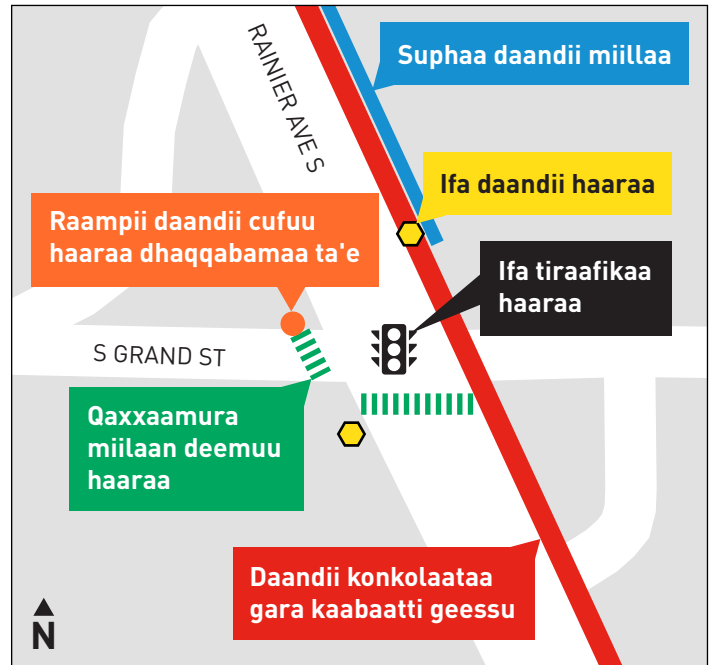 RAINIER AVE S
Suphaa daandii miillaa
Ifa daandii haaraa
Raampii daandii cufuu
haaraa dhaqqabamaa ta'e
Ifa tiraafikaa
haaraa
S GRAND ST
Qaxxaamura
miilaan deemuu
haaraa
Daandii konkolaataa
gara kaabaatti geessu
N